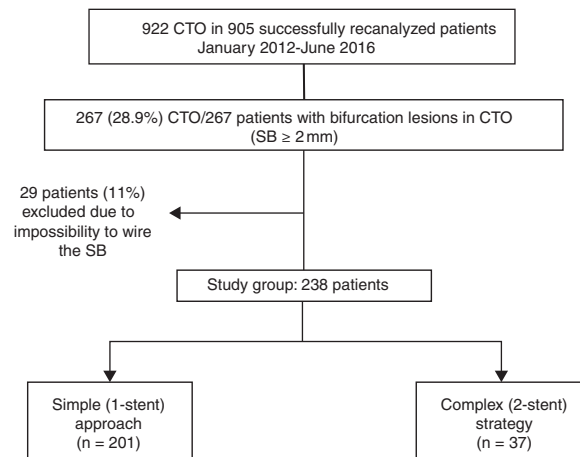 922 CTO in 905 successfully recanalyzed patients
January 2012-June 2016
267 (28.9%) CTO/267 patients with bifurcation lesions in CTO
(SB ≥ 2 mm)
29 patients (11%)
excluded due to
impossibility to wire
the SB
Study group: 238 patients
Simple (1-stent)
approach
(n = 201)
Complex (2-stent)
strategy
(n = 37)